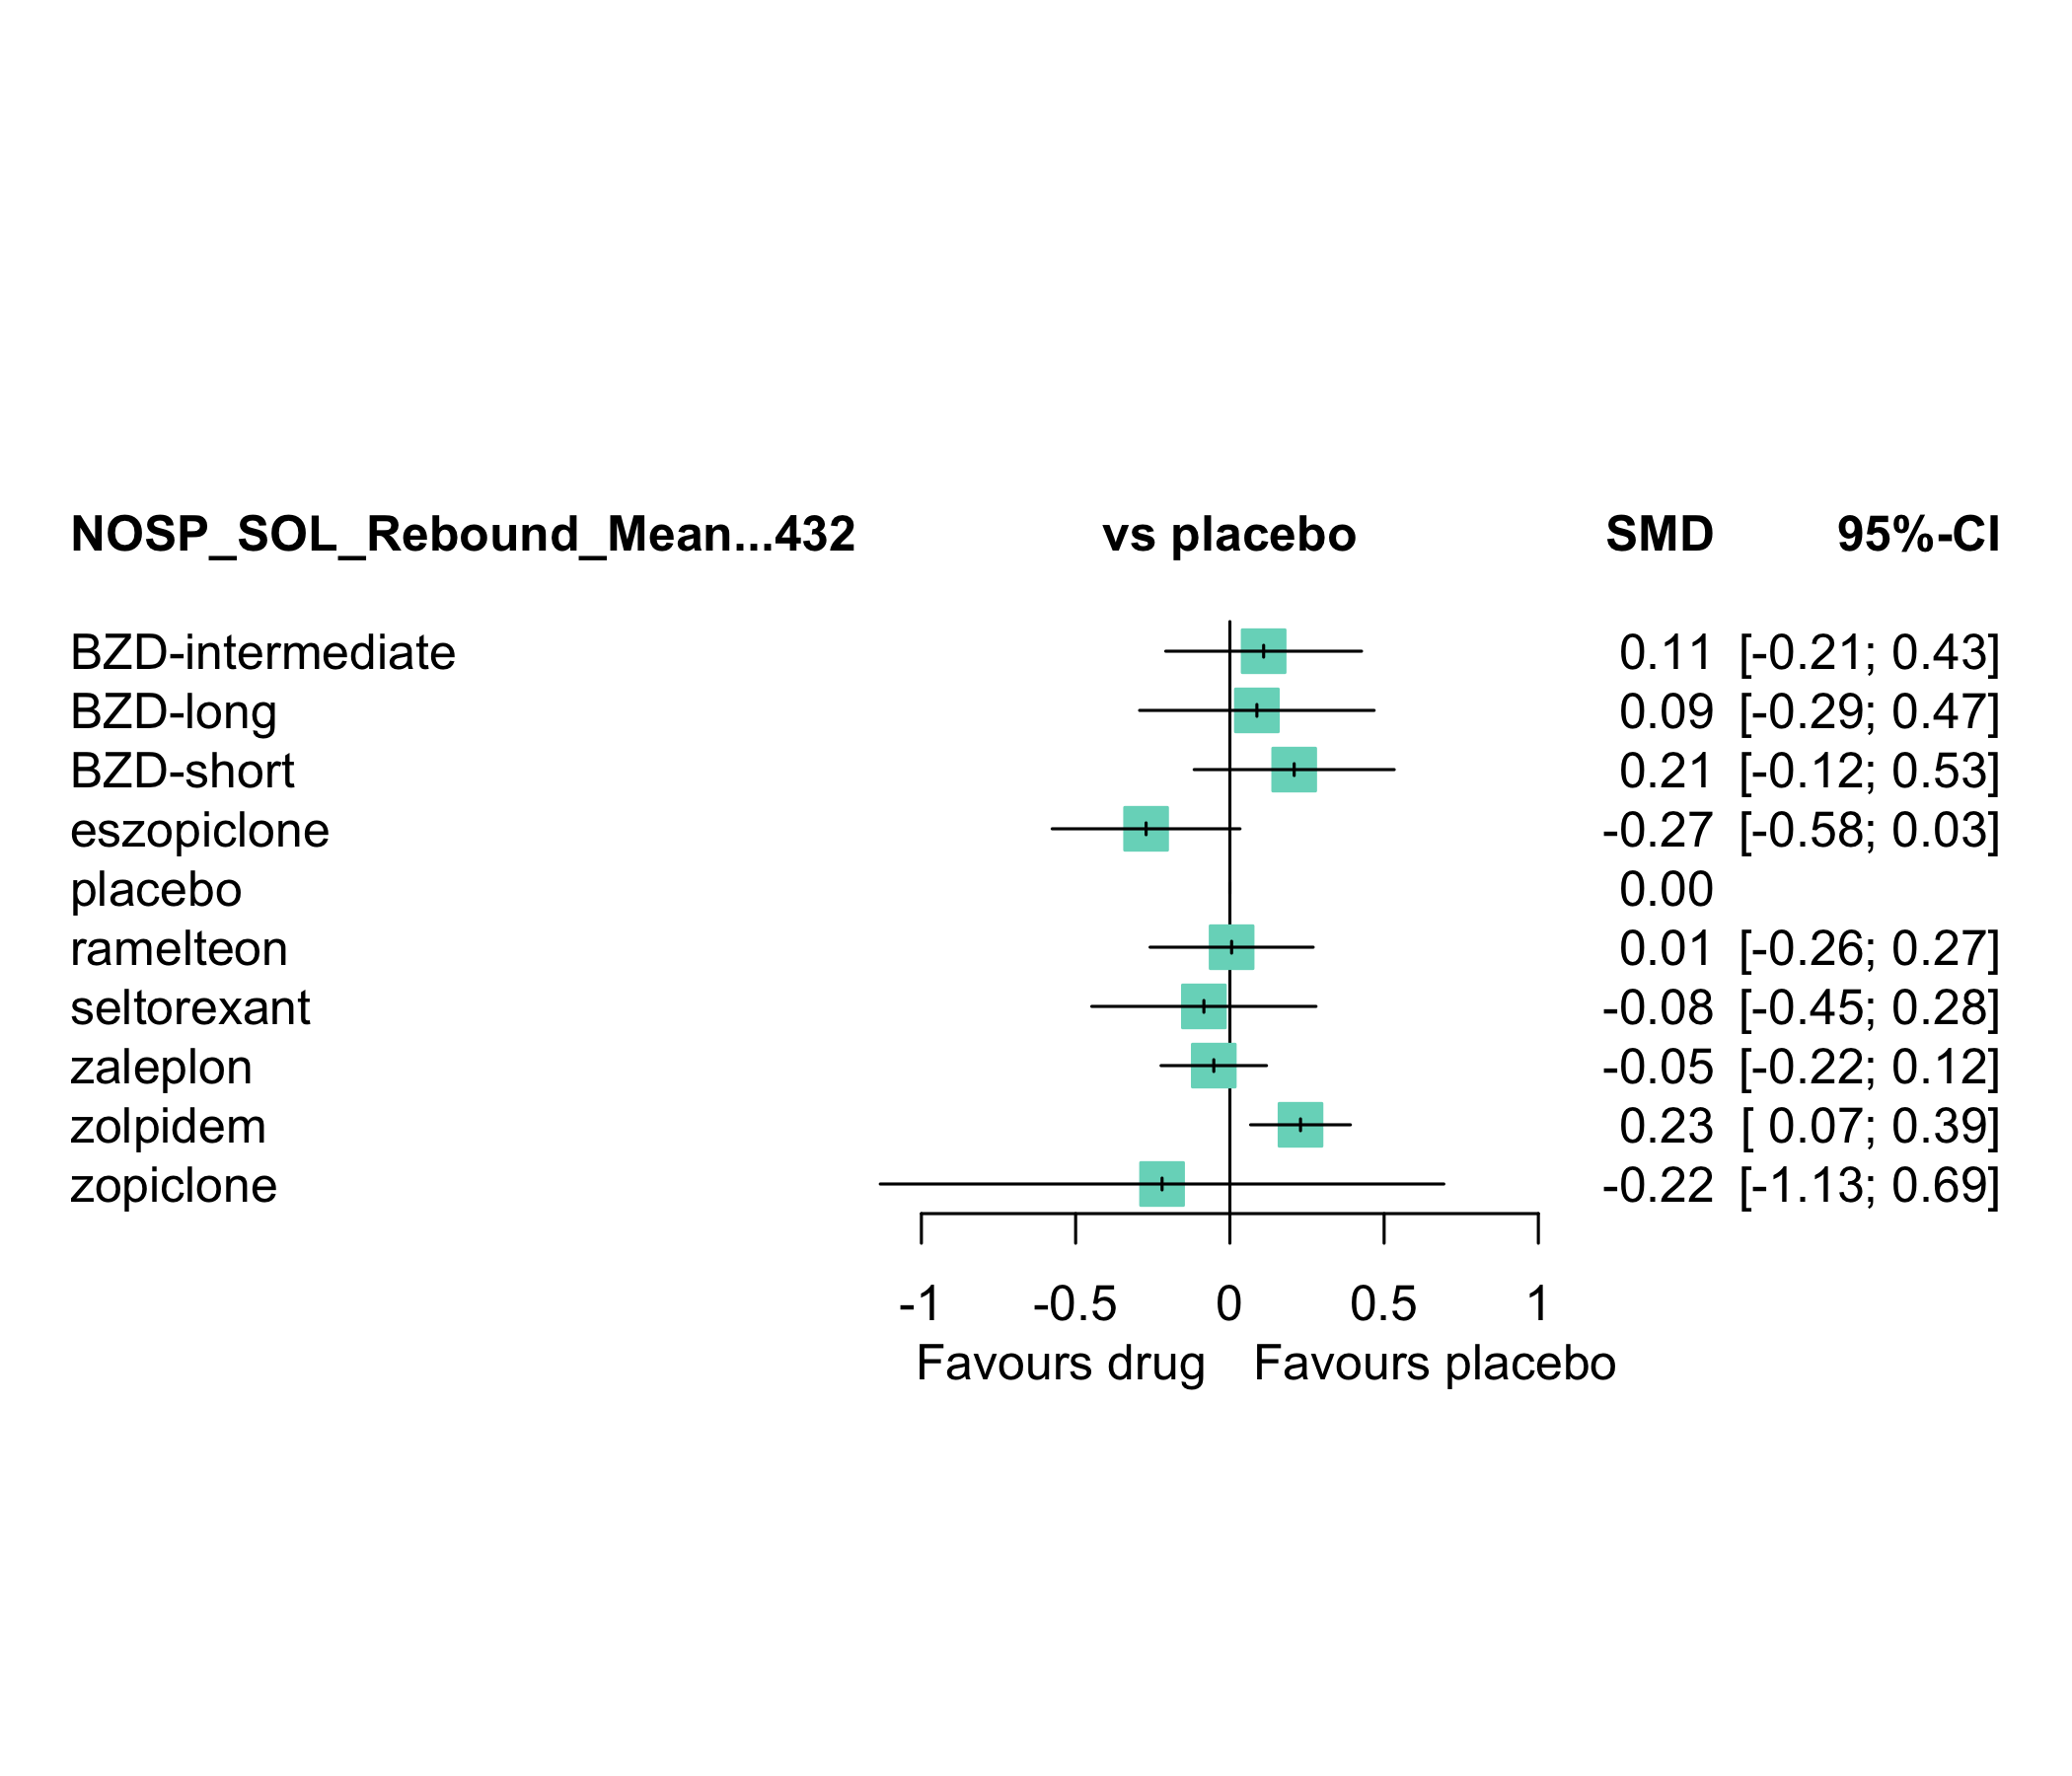 NOSP_SOL_Rebound_Mean...432 vs placebo SMD 95%-CI
BZD-intermediate 0.11 [-0.21; 0.43]
BZD-long 0.09 [-0.29; 0.47]
BZD-short 0.21 [-0.12; 0.53]
eszopiclone -0.27 [-0.58; 0.03]
placebo 0.00
ramelteon 0.01 [-0.26; 0.27]
seltorexant -0.08 [-0.45; 0.28]
zaleplon -0.05 [-0.22; 0.12]
zolpidem 0.23 [ 0.07; 0.39]
zopiclone -0.22 [-1.13; 0.69]
-1 -0.5 0 0.5 1
Favours drug Favours placebo